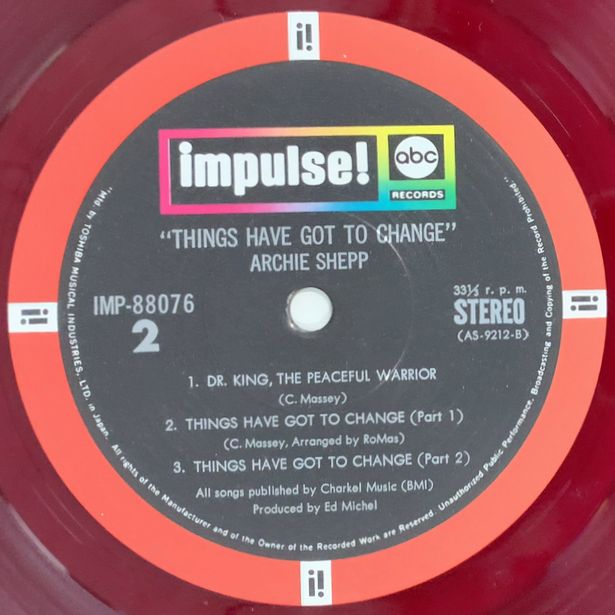 i!
impulse!
abc
RECORDS
"THINGS HAVE GOT TO CHANGE"
ARCHIE SHEPP
IMP-88076
2
33⅓ r. p. m.
STEREO
(AS-9212-B)
i!
i!
1. DR. KING, THE PEACEFUL WARRIOR
(C. Massey)
2. THINGS HAVE GOT TO CHANGE (Part 1)
(C. Massey, Arranged by RoMas)
3. THINGS HAVE GOT TO CHANGE (Part 2)
All songs published by Charkel Music (BMI)
Produced by Ed Michel
"Mfd. by TOSHIBA MUSICAL INDUSTRIES, LTD. in Japan. All rights of the Manufacturer and of the Owner of the Recorded Work are Reserved. Unauthorized Public Performance, Broadcasting and Copying of the Record Prohibited."
i!